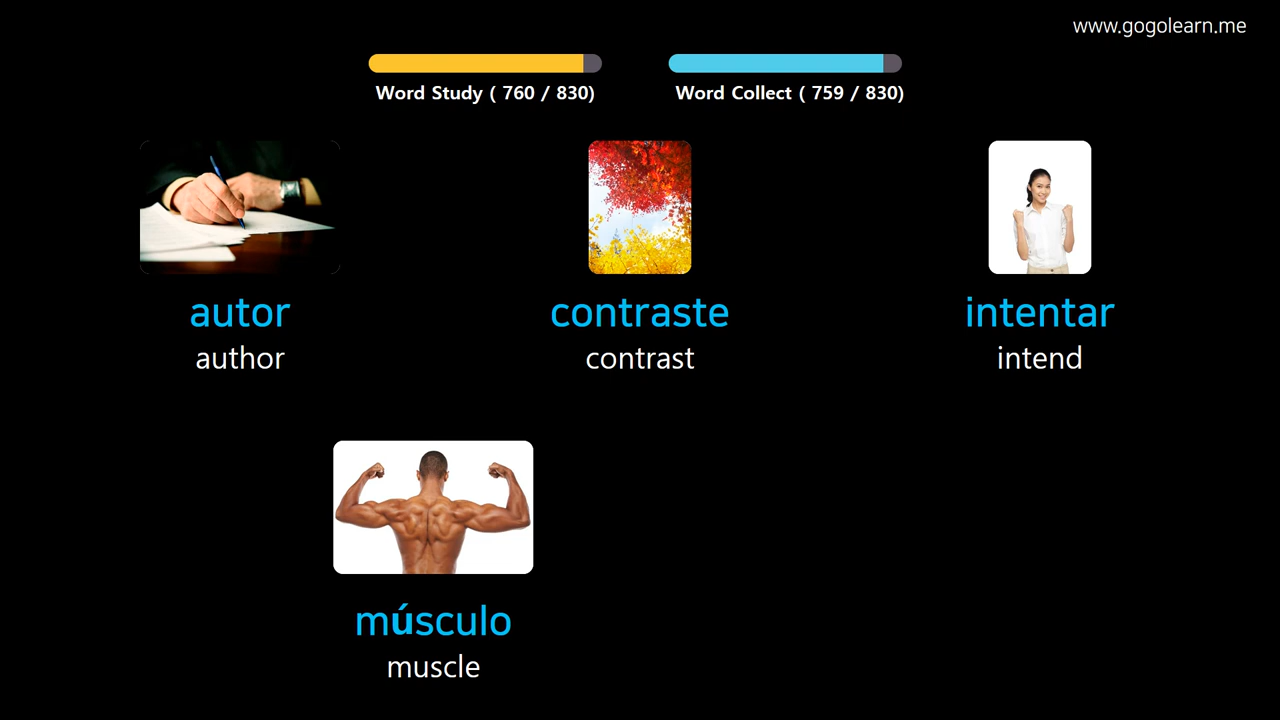 www.gogolearn.me
Word Study ( 760 / 830)
Word Collect ( 759 / 830)
autor
author
contraste
contrast
intentar
intend
músculo
muscle